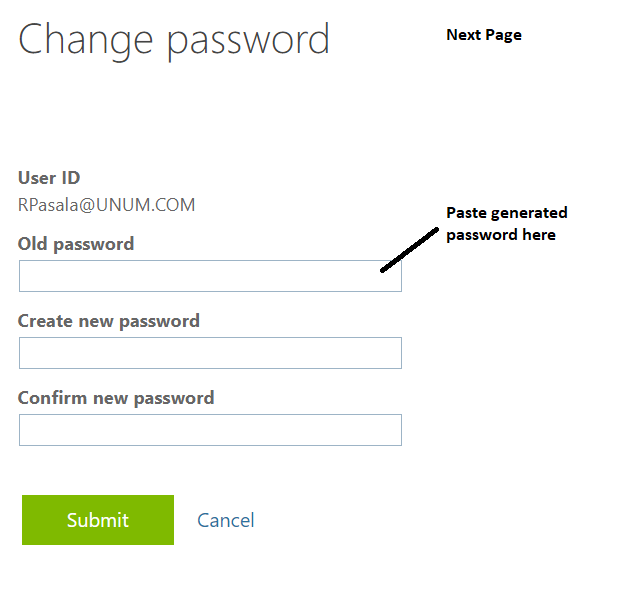 Change password
Next Page
User ID
RPasala@UNUM.COM
Old password
Paste generated
password here
Create new password
Confirm new password
Submit
Cancel